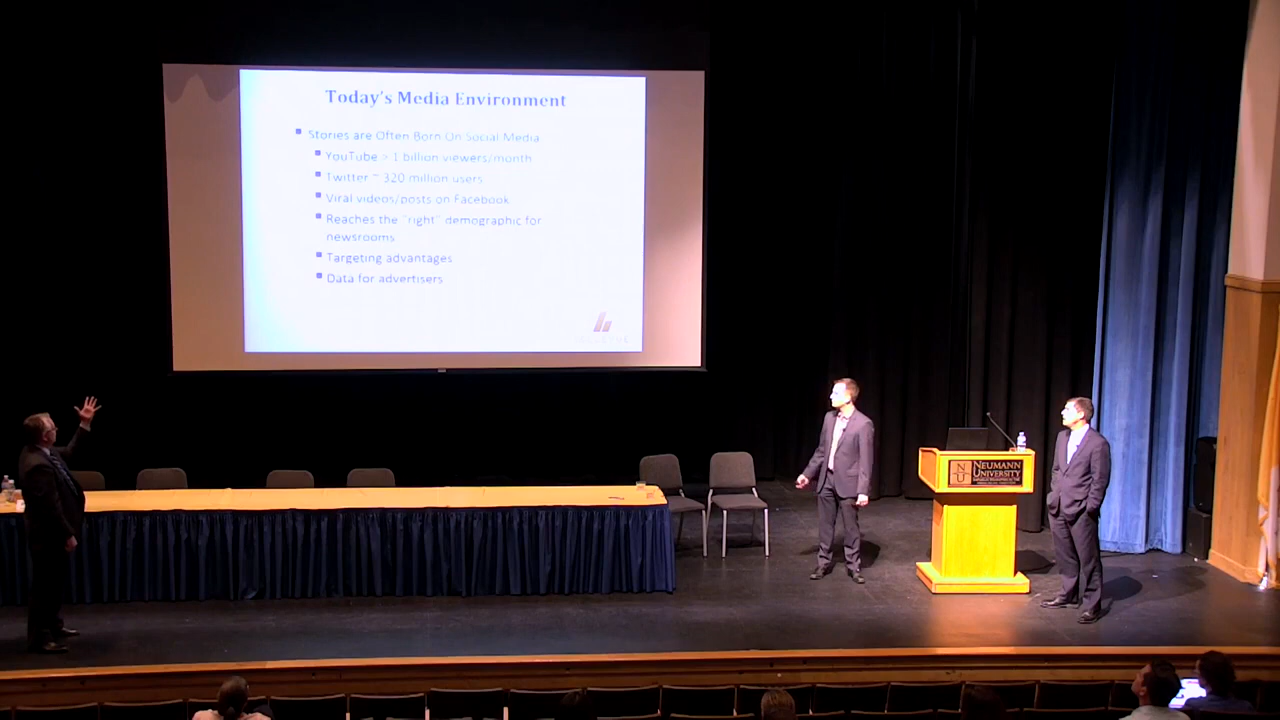 Today's Media Environment
Stories are Often Born On Social Media
YouTube > 1 billion viewers/month
Twitter ~ 320 million users
Viral videos/posts on Facebook
Reaches the "right" demographic for
newsrooms
Targeting advantages
Data for advertisers
N
U
NEUMANN
UNIVERSITY